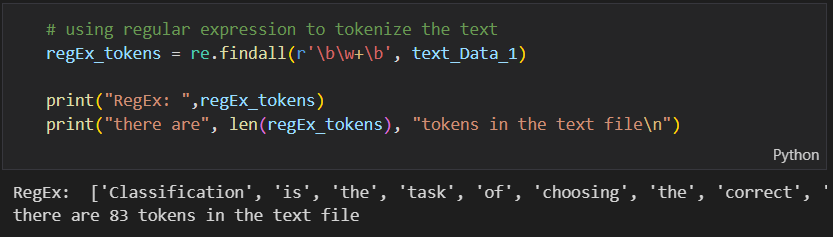 # using regular expression to tokenize the text
regEx_tokens = re.findall(r'\b\w+\b', text_Data_1)
print("RegEx: ",regEx_tokens)
print("there are", len(regEx_tokens), "tokens in the text file\n")
Python
RegEx:  ['Classification', 'is', 'the', 'task', 'of', 'choosing', 'the', 'correct', '
there are 83 tokens in the text file